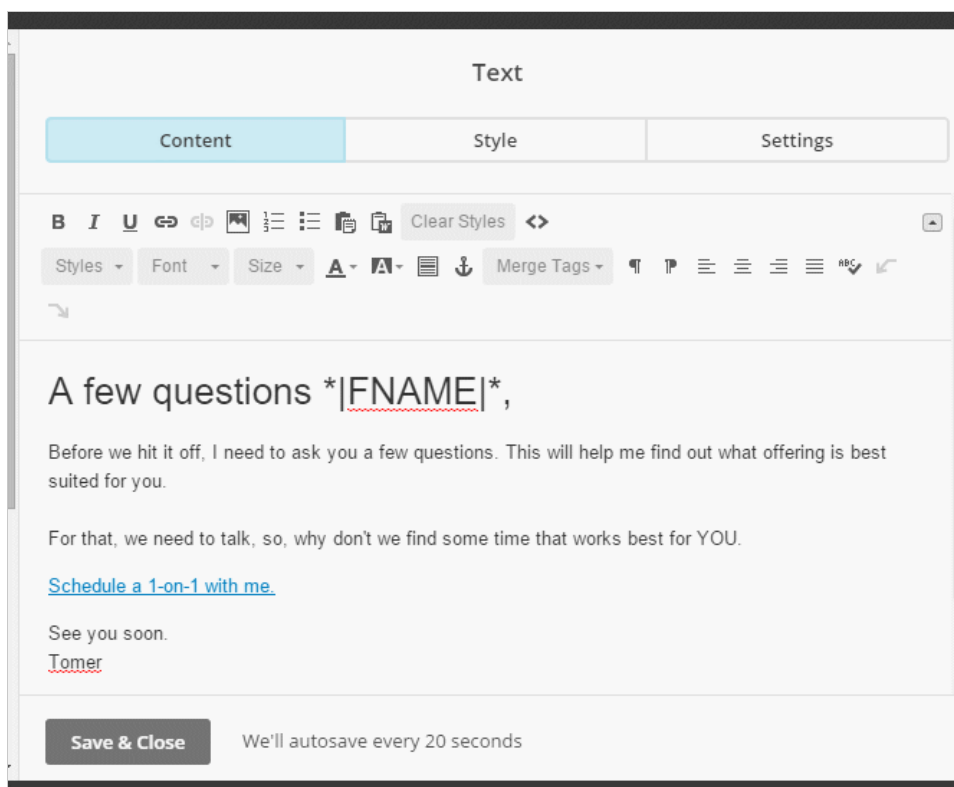 Text
Content Style Settings
B I U Clear Styles
Styles Font Size A A Merge Tags ABC
A few questions *|FNAME|*,
Before we hit it off, I need to ask you a few questions. This will help me find out what offering is best
suited for you.
For that, we need to talk, so, why don't we find some time that works best for YOU.
Schedule a 1-on-1 with me.
See you soon.
Tomer
Save & Close We'll autosave every 20 seconds